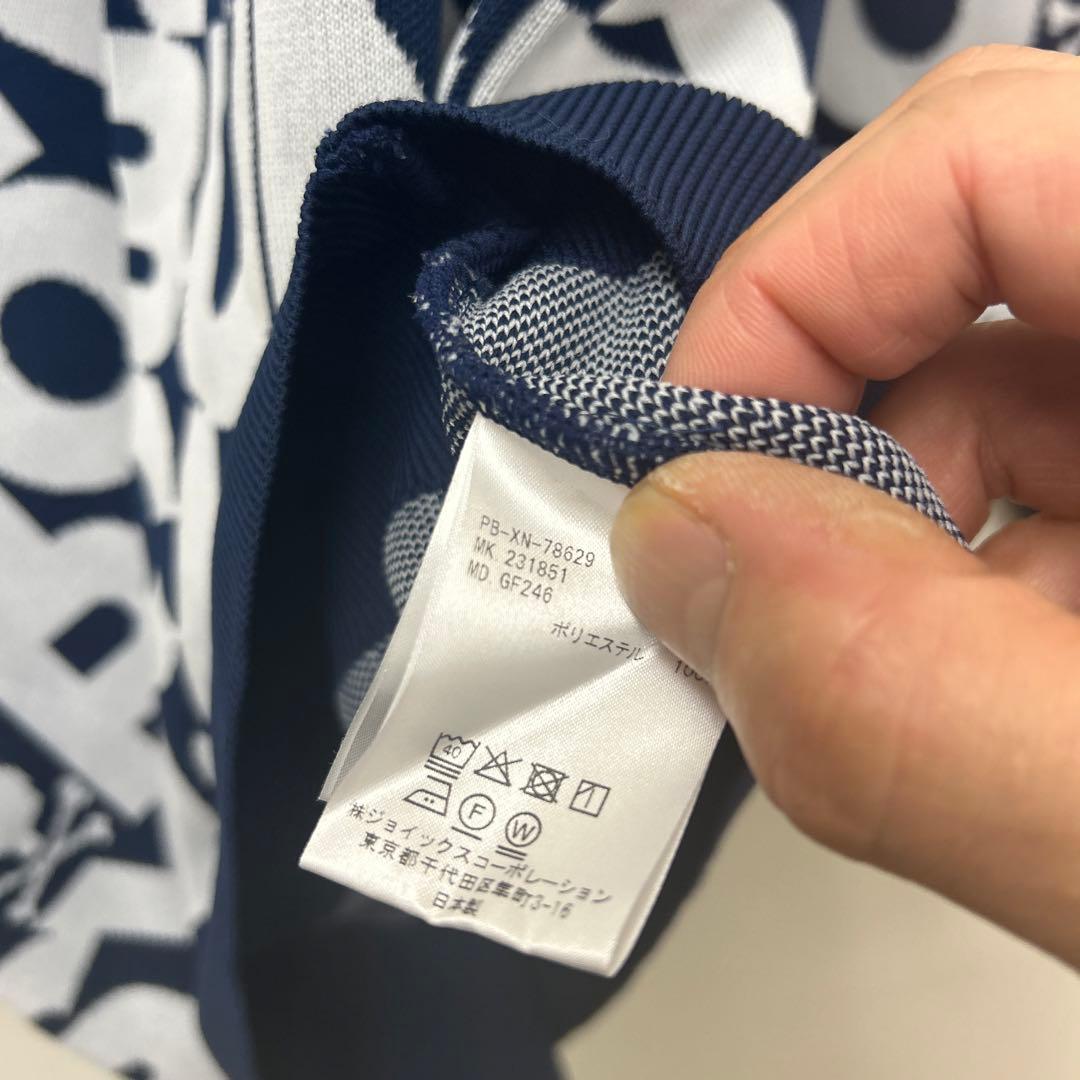 PB-XN-78629
MK 231851
MD GF246
ポリエステル
40
F
W
株ジョイックスコーポレーション
東京都千代田区隼町3-16
日本製